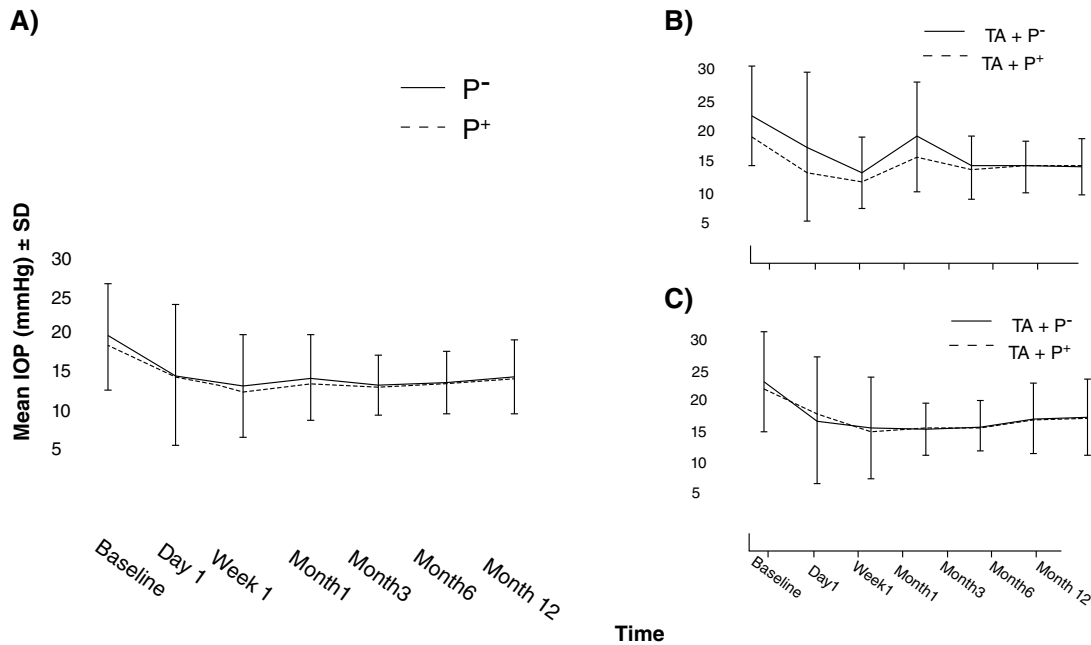 A)
P-
P+
Mean IOP (mmHg) ± SD
30
25
20
15
10
5
Baseline
Day 1
Week 1
Month1
Month3
Month6
Month 12
B)
TA + P-
TA + P+
30
25
20
15
10
5
C)
TA + P-
TA + P+
30
25
20
15
10
5
Baseline
Day1
Week1
Month1
Month3
Month6
Month 12
Time